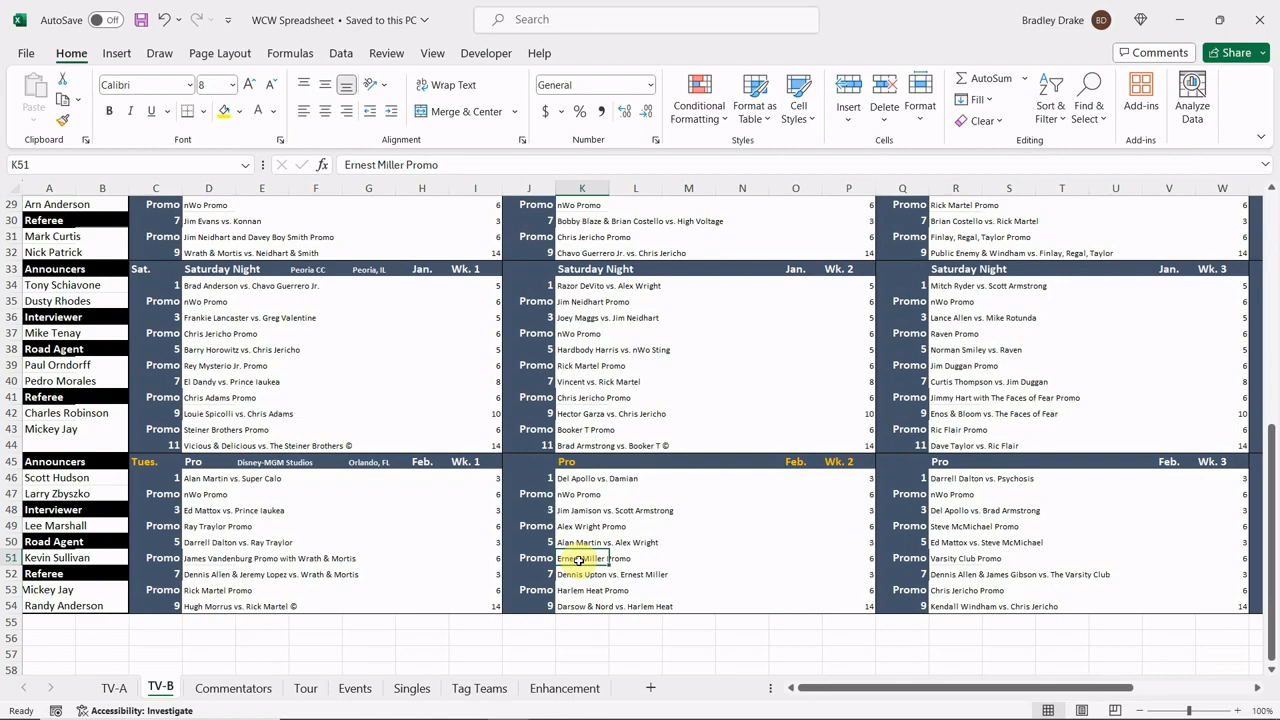 AutoSave Off WCW Spreadsheet • Saved to this PC Search Bradley Drake BD
File Home Insert Draw Page Layout Formulas Data Review View Developer Help Comments Share
Paste Calibri 8 Wrap Text General Conditional Formatting Format as Table Cell Styles Insert Delete Format AutoSum Sort & Filter Find & Select Add-ins Analyze Data
B I U A Merge & Center $ % , Fill Clear
Clipboard Font Alignment Number Styles Cells Editing Add-ins
K51 fx Ernest Miller Promo
A B C D E F G H I J K L M N O P Q R S T U V W
29 Arn Anderson Promo nWo Promo 6 Promo nWo Promo 6 Promo Rick Martel Promo 6
30 Referee 7 Jim Evans vs. Konnan 3 7 Bobby Blaze & Brian Costello vs. High Voltage 3 7 Brian Costello vs. Rick Martel 3
31 Mark Curtis Promo Jim Neidhart and Davey Boy Smith Promo 6 Promo Chris Jericho Promo 6 Promo Finlay, Regal, Taylor Promo 6
32 Nick Patrick 9 Wrath & Mortis vs. Neidhart & Smith 14 9 Chavo Guerrero Jr. vs. Chris Jericho 14 9 Public Enemy & Windham vs. Finlay, Regal, Taylor 14
33 Announcers Sat. Saturday Night Peoria CC Peoria, IL Jan. Wk. 1 Saturday Night Jan. Wk. 2 Saturday Night Jan. Wk. 3
34 Tony Schiavone 1 Brad Anderson vs. Chavo Guerrero Jr. 5 1 Razor DeVito vs. Alex Wright 5 1 Mitch Ryder vs. Scott Armstrong 5
35 Dusty Rhodes Promo nWo Promo 6 Promo Jim Neidhart Promo 6 Promo nWo Promo 6
36 Interviewer 3 Frankie Lancaster vs. Greg Valentine 5 3 Joey Maggs vs. Jim Neidhart 5 3 Lance Allen vs. Mike Rotunda 5
37 Mike Tenay Promo Chris Jericho Promo 6 Promo nWo Promo 6 Promo Raven Promo 6
38 Road Agent 5 Barry Horowitz vs. Chris Jericho 5 5 Hardbody Harris vs. nWo Sting 5 5 Norman Smiley vs. Raven 5
39 Paul Orndorff Promo Rey Mysterio Jr. Promo 6 Promo Rick Martel Promo 6 Promo Jim Duggan Promo 6
40 Pedro Morales 7 El Dandy vs. Prince Iaukea 8 7 Vincent vs. Rick Martel 8 7 Curtis Thompson vs. Jim Duggan 8
41 Referee Promo Chris Adams Promo 6 Promo Chris Jericho Promo 6 Promo Jimmy Hart with The Faces of Fear Promo 6
42 Charles Robinson 9 Louie Spicolli vs. Chris Adams 10 9 Hector Garza vs. Chris Jericho 10 9 Enos & Bloom vs. The Faces of Fear 10
43 Mickey Jay Promo Steiner Brothers Promo 6 Promo Booker T Promo 6 Promo Ric Flair Promo 6
44 11 Vicious & Delicious vs. The Steiner Brothers © 14 11 Brad Armstrong vs. Booker T © 14 11 Dave Taylor vs. Ric Flair 14
45 Announcers Tues. Pro Disney-MGM Studios Orlando, FL Feb. Wk. 1 Pro Feb. Wk. 2 Pro Feb. Wk. 3
46 Scott Hudson 1 Alan Martin vs. Super Calo 3 1 Del Apollo vs. Damian 3 1 Darrell Dalton vs. Psychosis 3
47 Larry Zbyszko Promo nWo Promo 6 Promo nWo Promo 6 Promo nWo Promo 6
48 Interviewer 3 Ed Mattox vs. Prince Iaukea 3 3 Jim Jamison vs. Scott Armstrong 3 3 Del Apollo vs. Brad Armstrong 3
49 Lee Marshall Promo Ray Traylor Promo 6 Promo Alex Wright Promo 6 Promo Steve McMichael Promo 6
50 Road Agent 5 Darrell Dalton vs. Ray Traylor 3 5 Alan Martin vs. Alex Wright 3 5 Ed Mattox vs. Steve McMichael 3
51 Kevin Sullivan Promo James Vandenburg Promo with Wrath & Mortis 6 Promo Ernest Miller Promo 6 Promo Varsity Club Promo 6
52 Referee 7 Dennis Allen & Jeremy Lopez vs. Wrath & Mortis 3 7 Dennis Upton vs. Ernest Miller 3 7 Dennis Allen & James Gibson vs. The Varsity Club 3
53 Mickey Jay Promo Rick Martel Promo 6 Promo Harlem Heat Promo 6 Promo Chris Jericho Promo 6
54 Randy Anderson 9 Hugh Morrus vs. Rick Martel © 14 9 Darsow & Nord vs. Harlem Heat 14 9 Kendall Windham vs. Chris Jericho 14
55
56
57
58
TV-A TV-B Commentators Tour Events Singles Tag Teams Enhancement
Ready Accessibility: Investigate 100%